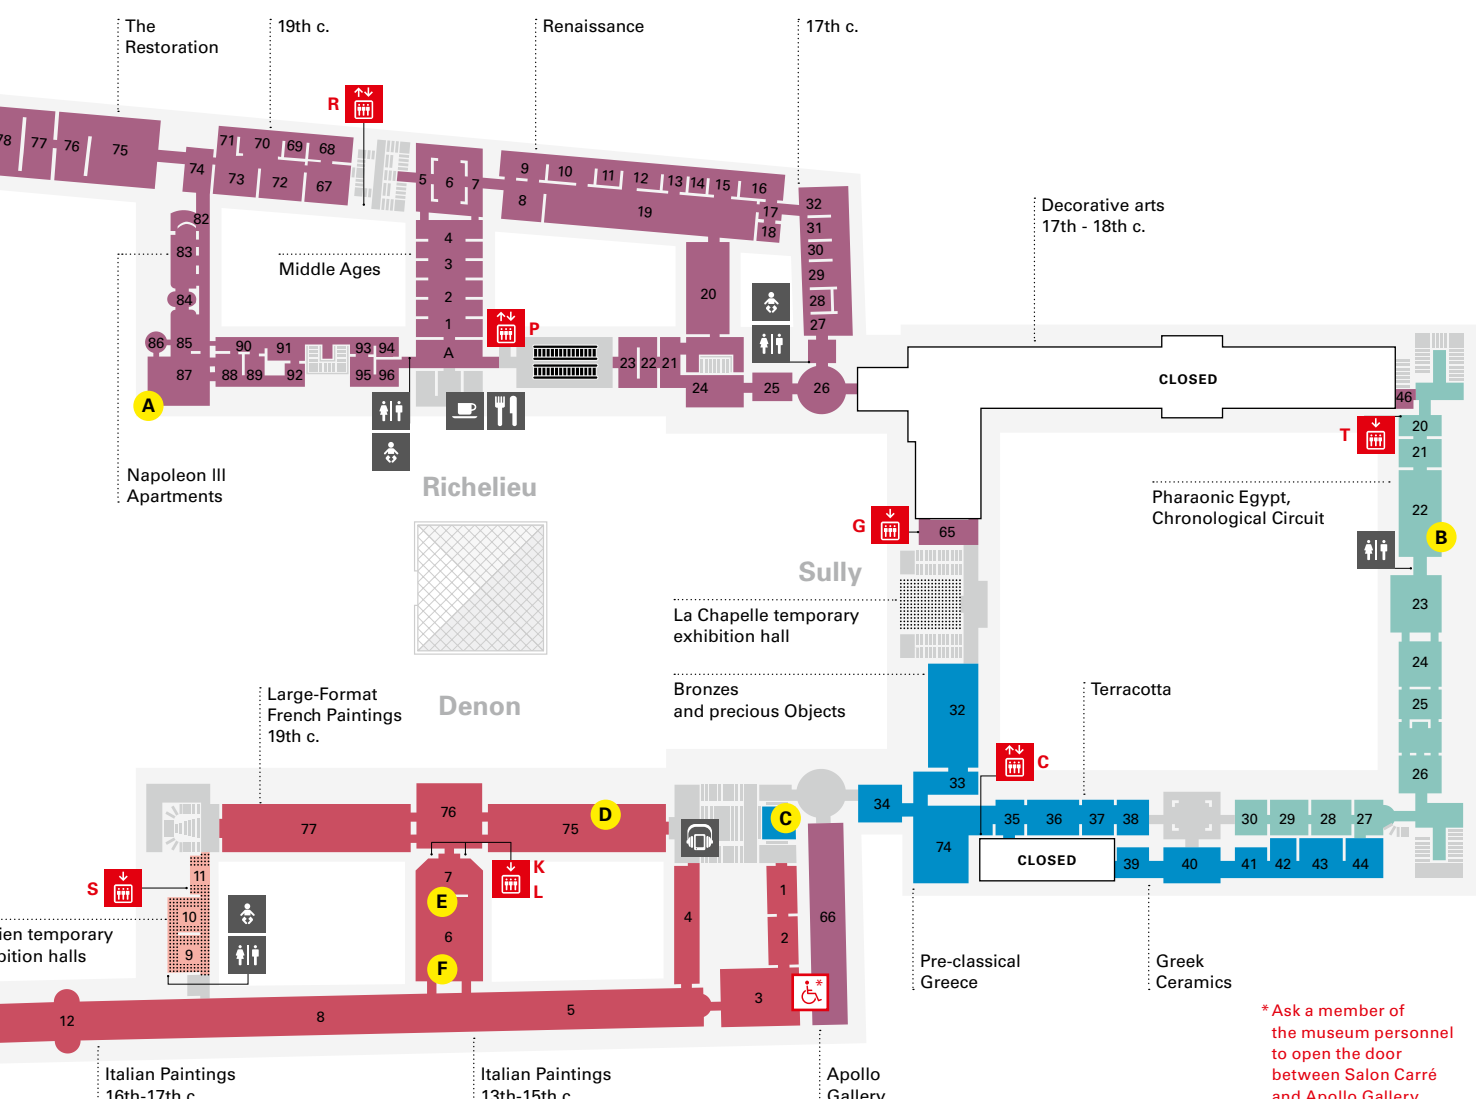 The
Restoration
19th c.
Renaissance
17th c.
R
78
77
76
75
74
71
70
69
68
73
72
67
5
6
7
9
10
11
12
13
14
15
16
8
19
17
18
32
31
30
29
28
27
82
83
84
86
85
87
90
91
88
89
92
93
94
95
96
4
3
2
1
A
Middle Ages
P
20
23
22
21
24
25
26
Decorative arts
17th - 18th c.
CLOSED
46
T
20
21
22
B
23
24
25
26
Pharaonic Egypt,
Chronological Circuit
A
Napoleon III
Apartments
Richelieu
G
65
Sully
La Chapelle temporary
exhibition hall
Bronzes
and precious Objects
Terracotta
Denon
Large-Format
French Paintings
19th c.
32
33
34
C
35
36
37
38
74
CLOSED
39
40
41
42
43
44
30
29
28
27
77
76
75
D
C
K
L
S
11
10
9
7
E
6
F
4
1
2
3
66
*
ien temporary
bition halls
12
8
5
Pre-classical
Greece
Greek
Ceramics
* Ask a member of
the museum personnel
to open the door
between Salon Carré
and Apollo Gallery
Italian Paintings
16th-17th c.
Italian Paintings
13th-15th c.
Apollo
Gallery